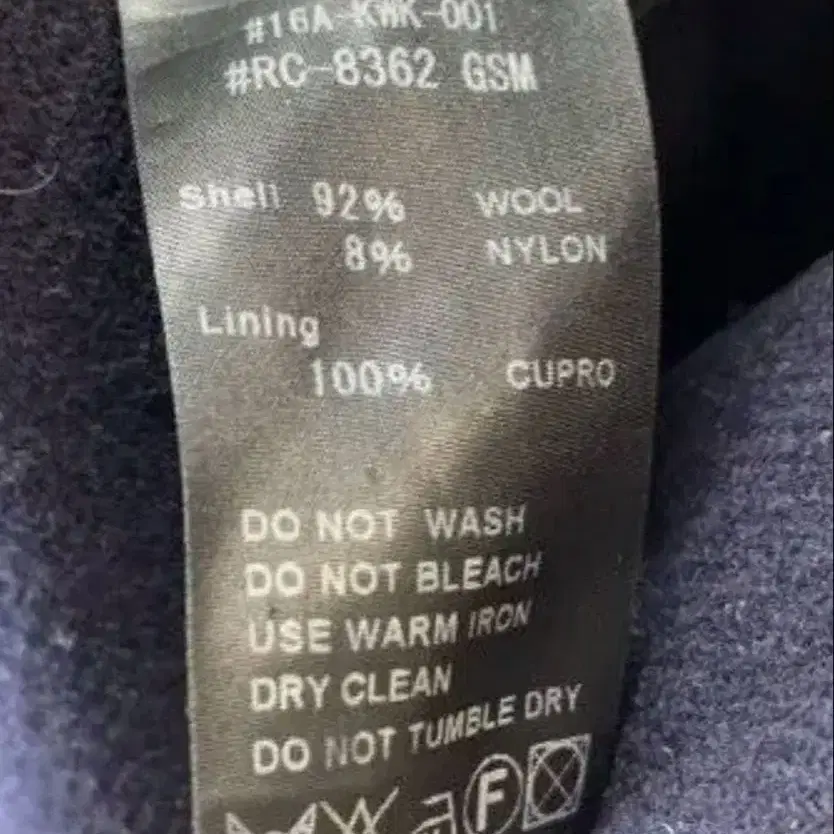 #16A-KWK-001
#RC-8362 GSM
Shell 92% WOOL
8% NYLON
Lining
100% CUPRO
DO NOT WASH
DO NOT BLEACH
USE WARM IRON
DRY CLEAN
DO NOT TUMBLE DRY
F